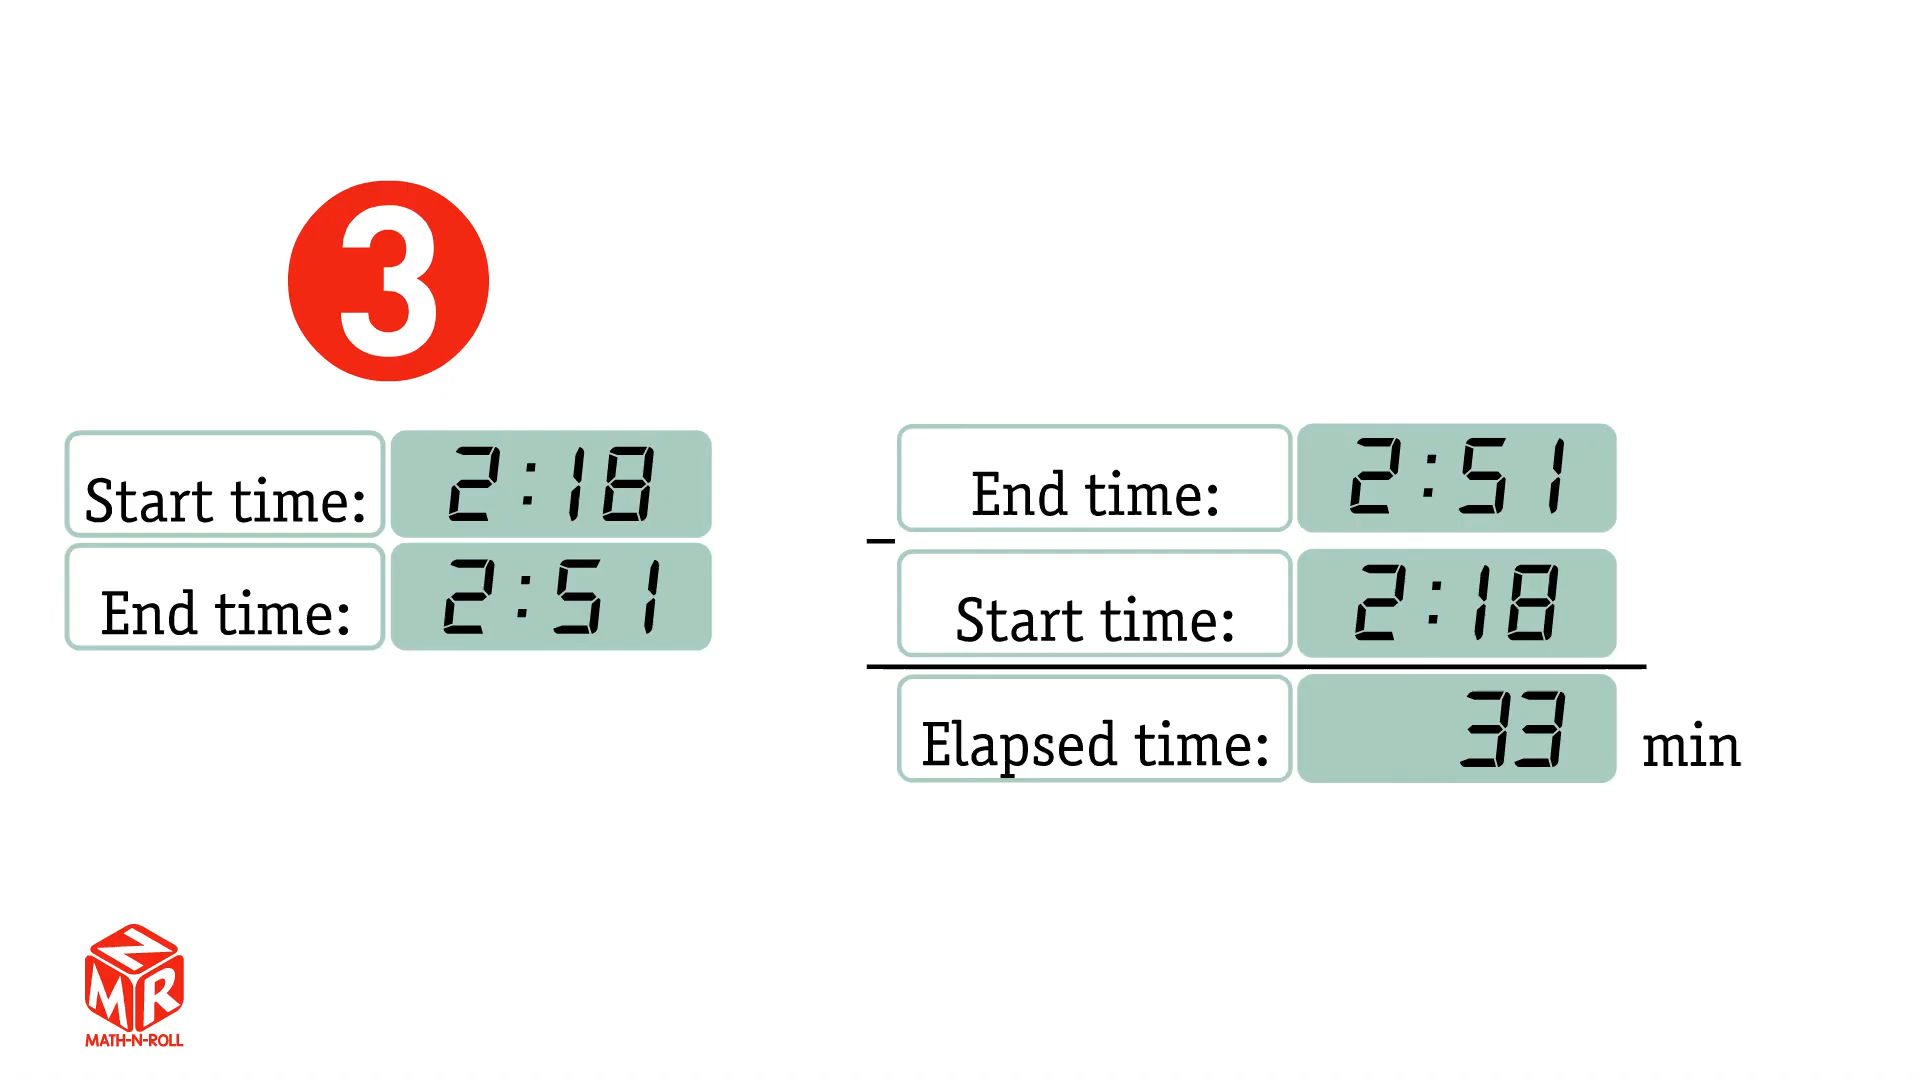 3
Start time: 2:18
End time: 2:51
End time: 2:51
–
Start time: 2:18
Elapsed time: 33 min
N
M R
MATH-N-ROLL